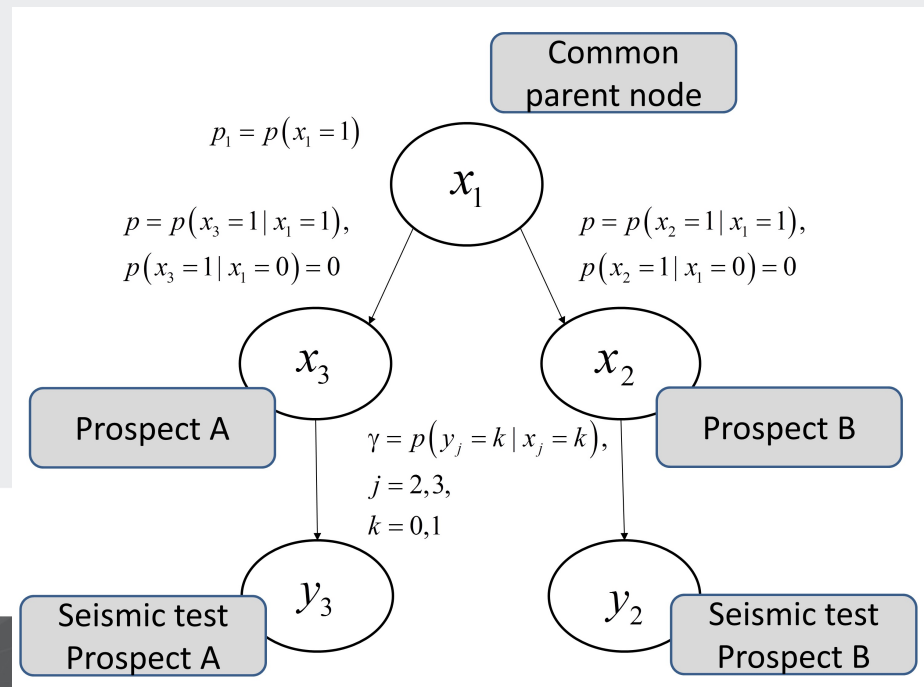 Common
parent node
p₁ = p(x₁ = 1)
x₁
p = p(x₃ = 1 | x₁ = 1),
p(x₃ = 1 | x₁ = 0) = 0
p = p(x₂ = 1 | x₁ = 1),
p(x₂ = 1 | x₁ = 0) = 0
x₃
x₂
Prospect A
Prospect B
γ = p(yⱼ = k | xⱼ = k),
j = 2,3,
k = 0,1
y₃
y₂
Seismic test
Prospect A
Seismic test
Prospect B